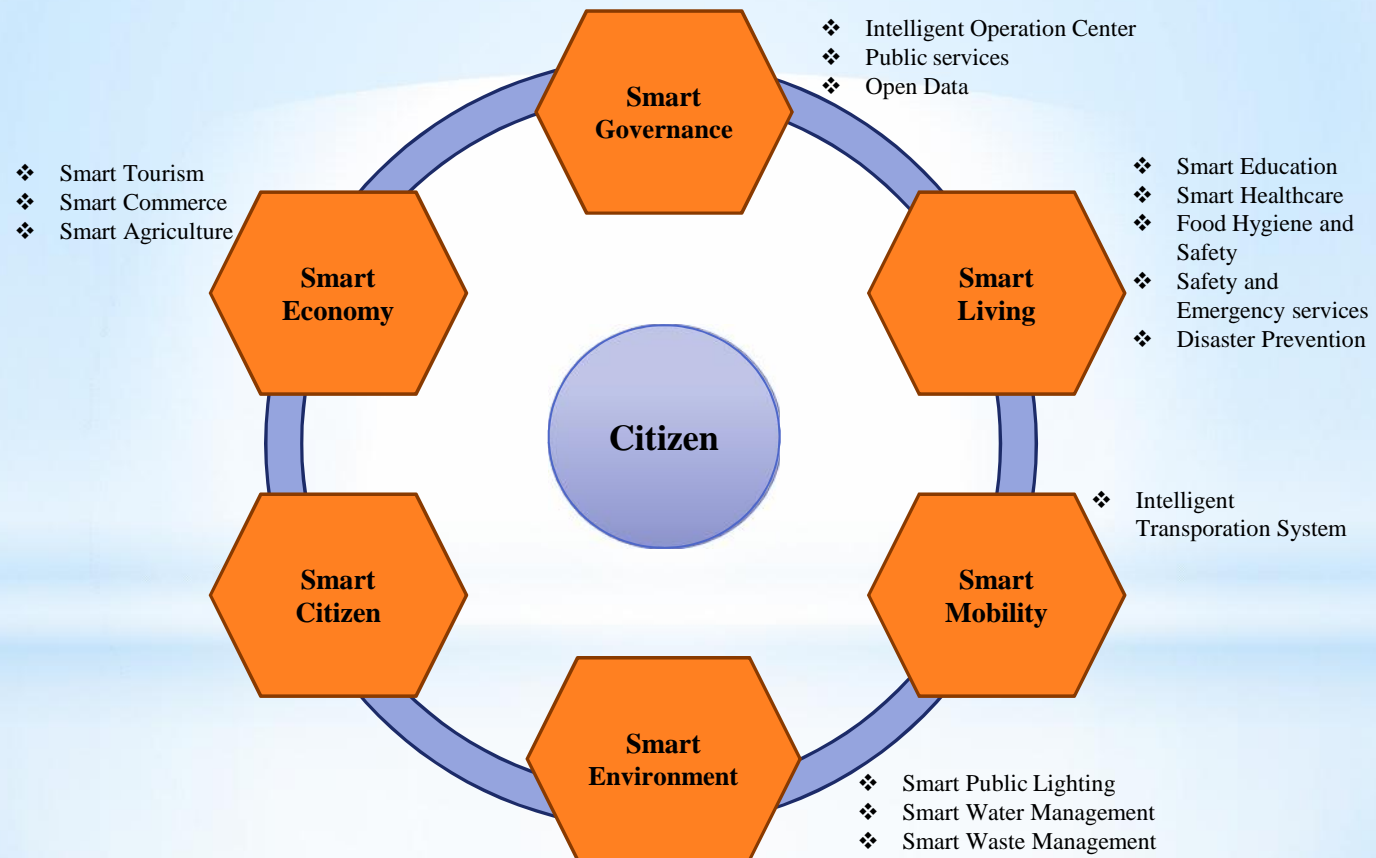 Smart
Governance
❖ Intelligent Operation Center
❖ Public services
❖ Open Data
❖ Smart Tourism
❖ Smart Commerce
❖ Smart Agriculture
Smart
Economy
Smart
Living
❖ Smart Education
❖ Smart Healthcare
❖ Food Hygiene and
Safety
❖ Safety and
Emergency services
❖ Disaster Prevention
Citizen
Smart
Citizen
Smart
Mobility
❖ Intelligent
Transporation System
Smart
Environment
❖ Smart Public Lighting
❖ Smart Water Management
❖ Smart Waste Management